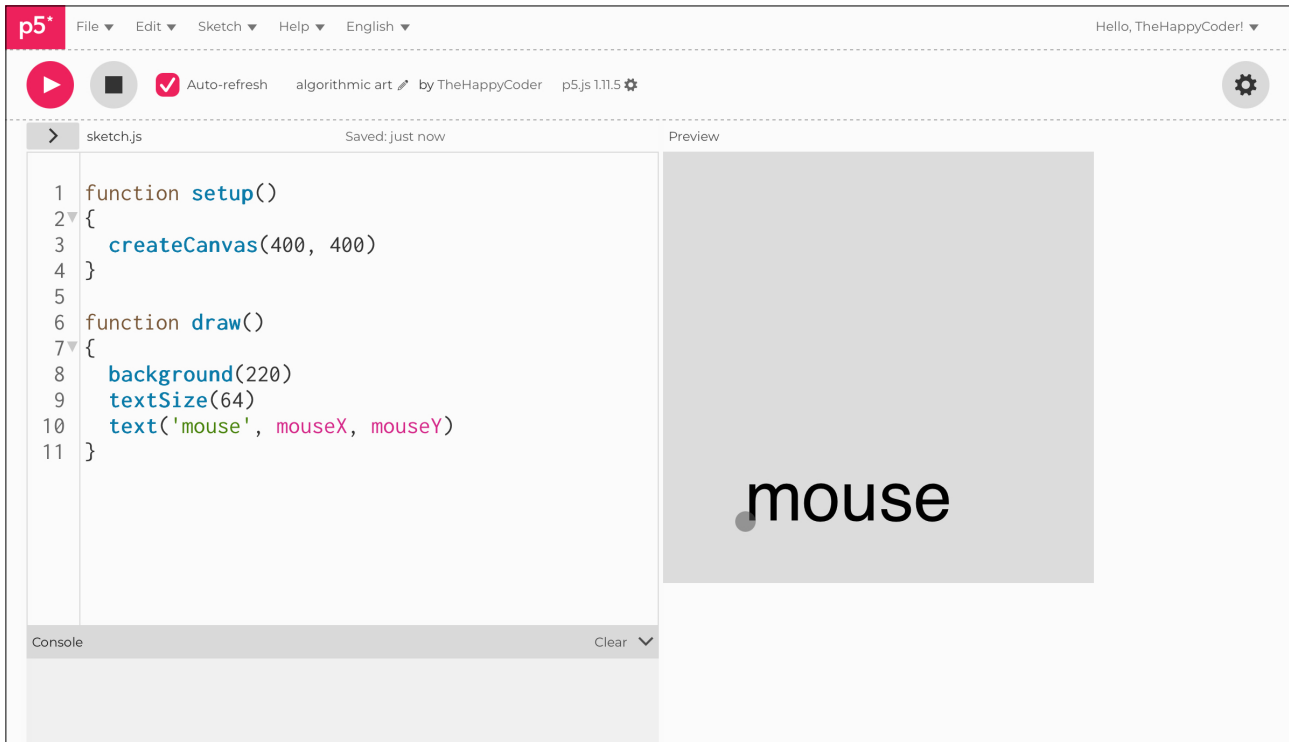 p5* File Edit Sketch Help English Hello, TheHappyCoder!
Auto-refresh algorithmic art by TheHappyCoder p5.js 1.11.5
sketch.js Saved: just now Preview
1 function setup()
2 {
3   createCanvas(400, 400)
4 }
5
6 function draw()
7 {
8   background(220)
9   textSize(64)
10   text('mouse', mouseX, mouseY)
11 }
mouse
Console Clear